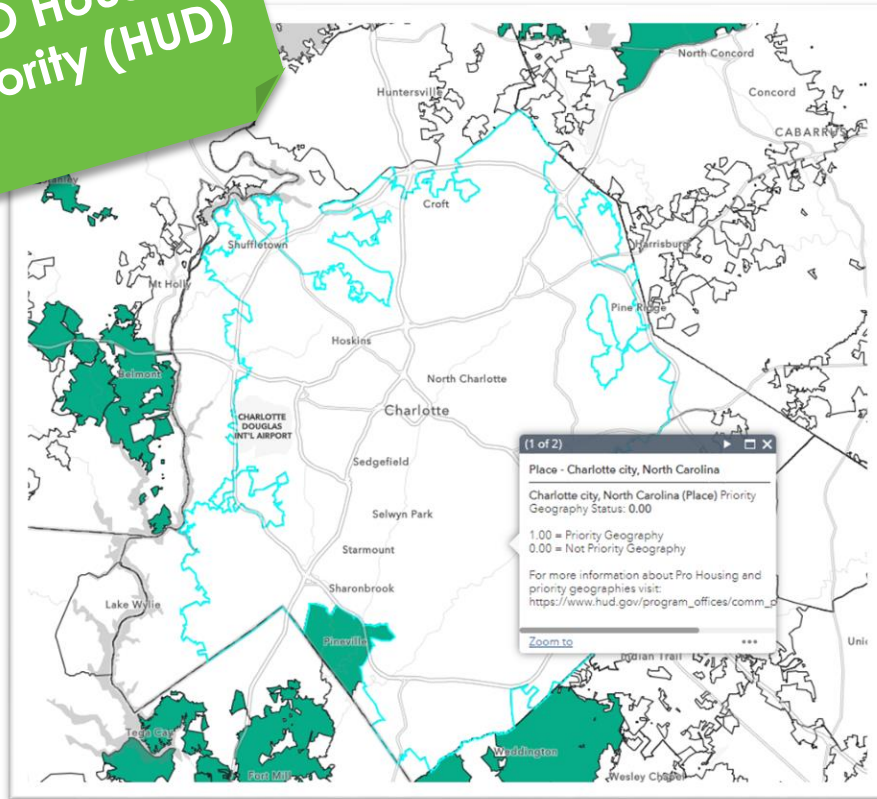 (HUD)
North Concord
Huntersville
Concord
CABARRUS
Croft
Shuffletown
Harrisburg
Mt Holly
Pine Ridge
Hoskins
Belmont
North Charlotte
Charlotte
CHARLOTTE
DOUGLAS
INT'L AIRPORT
Sedgefield
Selwyn Park
Starmount
Sharonbrook
Lake Wylie
Pineville
(1 of 2)
Place - Charlotte city, North Carolina
Charlotte city, North Carolina (Place) Priority
Geography Status: 0.00
1.00 = Priority Geography
0.00 = Not Priority Geography
For more information about Pro Housing and
priority geographies visit:
https://www.hud.gov/program_offices/comm_p
Zoom to
Indian Trail
Tega Cay
Weddington
Fort Mill
Wesley Chapel